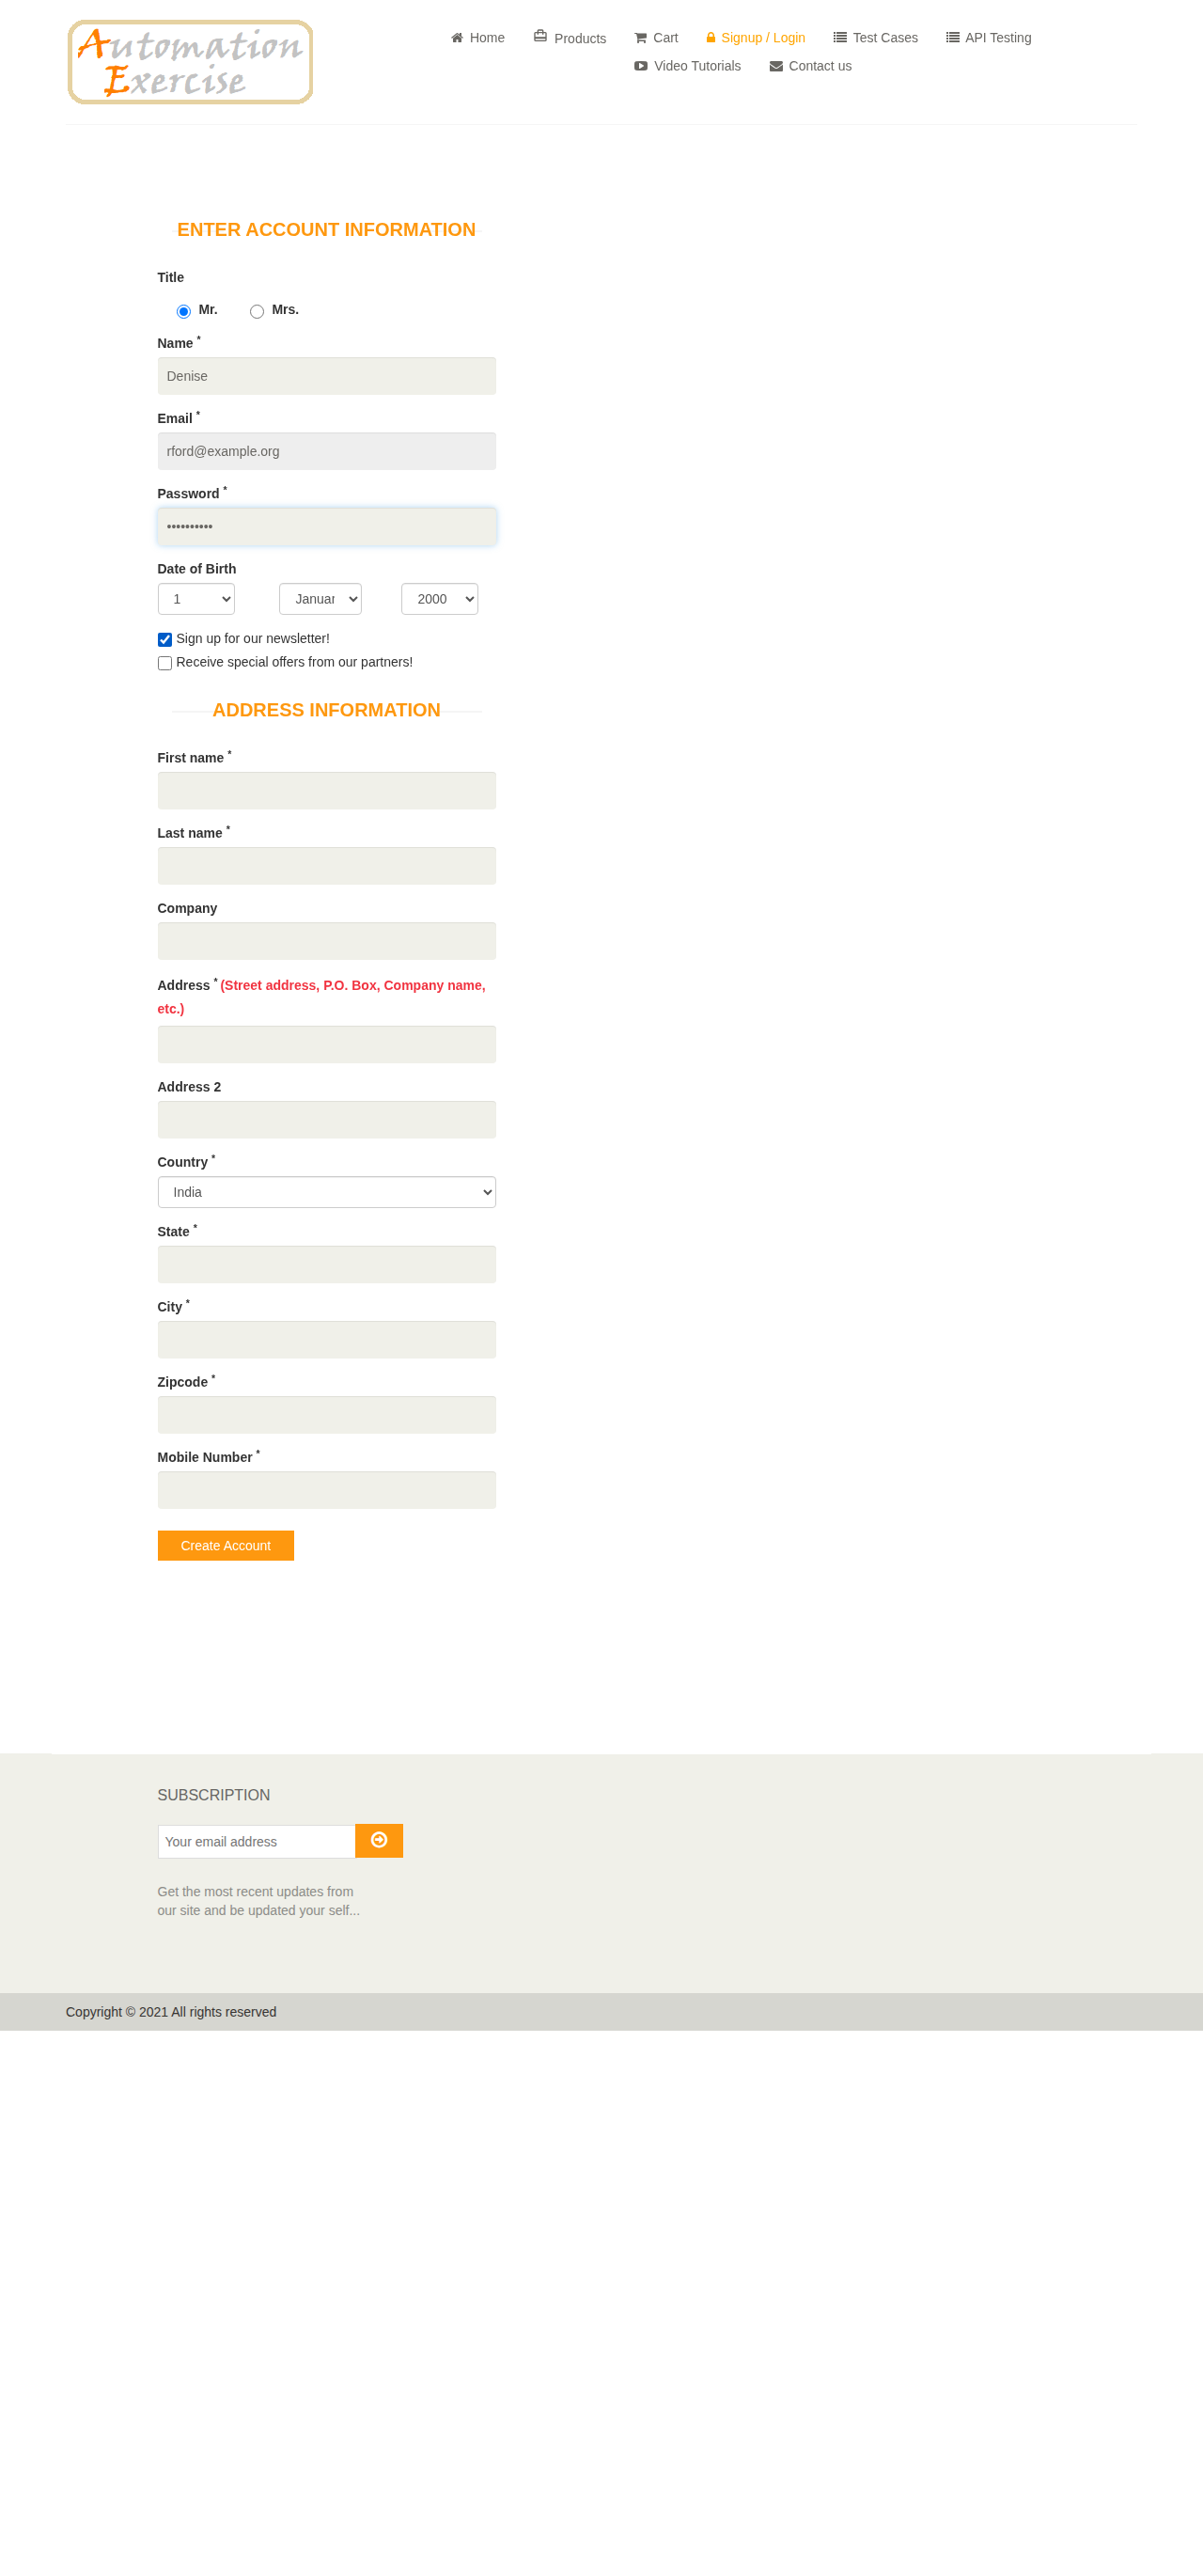 Automation
Exercise
Home Products Cart Signup / Login Test Cases API Testing
Video Tutorials Contact us
ENTER ACCOUNT INFORMATION
Title
Mr. Mrs.
Name *
Denise
Email *
rford@example.org
Password *
••••••••••
Date of Birth
1 Januar 2000
Sign up for our newsletter!
Receive special offers from our partners!
ADDRESS INFORMATION
First name *
Last name *
Company
Address * (Street address, P.O. Box, Company name,
etc.)
Address 2
Country *
India
State *
City *
Zipcode *
Mobile Number *
Create Account
SUBSCRIPTION
Your email address
Get the most recent updates from
our site and be updated your self...
Copyright © 2021 All rights reserved